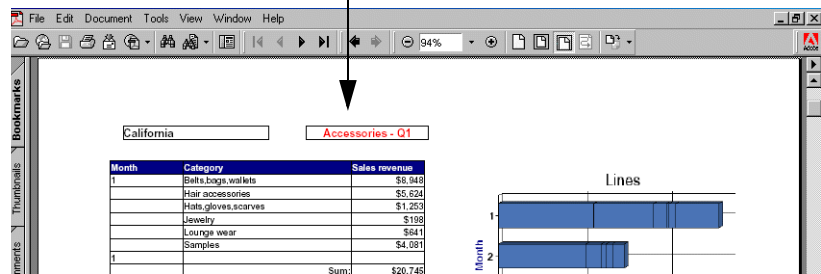 File Edit Document Tools View Window Help
94%
Adobe
Bookmarks
Thumbnails
California
Accessories - Q1
Month Category Sales revenue
1 Belts,bags,wallets $8,948
Hair accessories $5,624
Hats,gloves,scarves $1,253
Jewelry $198
Lounge wear $641
Samples $4,081
1
Sum: $20,745
Lines
1
2
Month